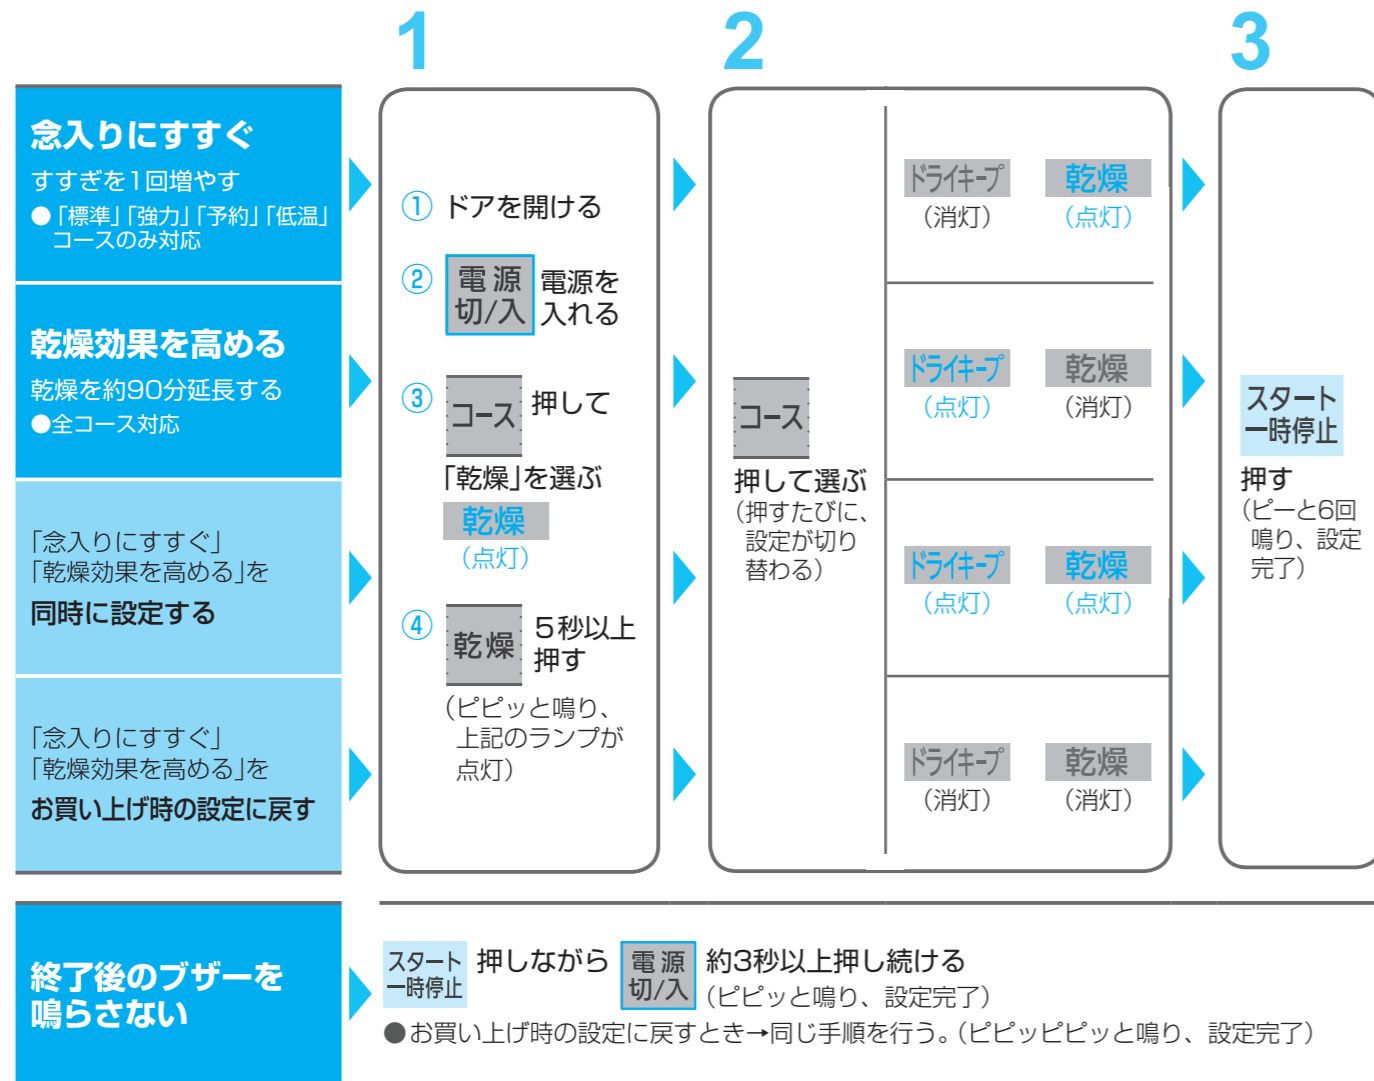 1
2
3
念入りにすすぐ
すすぎを1回増やす
●「標準」「強力」「予約」「低温」
コースのみ対応
乾燥効果を高める
乾燥を約90分延長する
●全コース対応
「念入りにすすぐ」
「乾燥効果を高める」を
同時に設定する
「念入りにすすぐ」
「乾燥効果を高める」を
お買い上げ時の設定に戻す
① ドアを開ける
② 電源
切/入
電源を
入れる
③ コース 押して
「乾燥」を選ぶ
乾燥
(点灯)
④ 乾燥 5秒以上
押す
(ピピッと鳴り、
上記のランプが
点灯)
コース
押して選ぶ
(押すたびに、
設定が切り
替わる)
ドライキープ 乾燥
(消灯) (点灯)
ドライキープ 乾燥
(点灯) (消灯)
ドライキープ 乾燥
(点灯) (点灯)
ドライキープ 乾燥
(消灯) (消灯)
スタート
一時停止
押す
(ピーと6回
鳴り、設定
完了)
終了後のブザーを
鳴らさない
スタート
一時停止
押しながら
電源
切/入
約3秒以上押し続ける
(ピピッと鳴り、設定完了)
●お買い上げ時の設定に戻すとき→同じ手順を行う。(ピピッピピッと鳴り、設定完了)